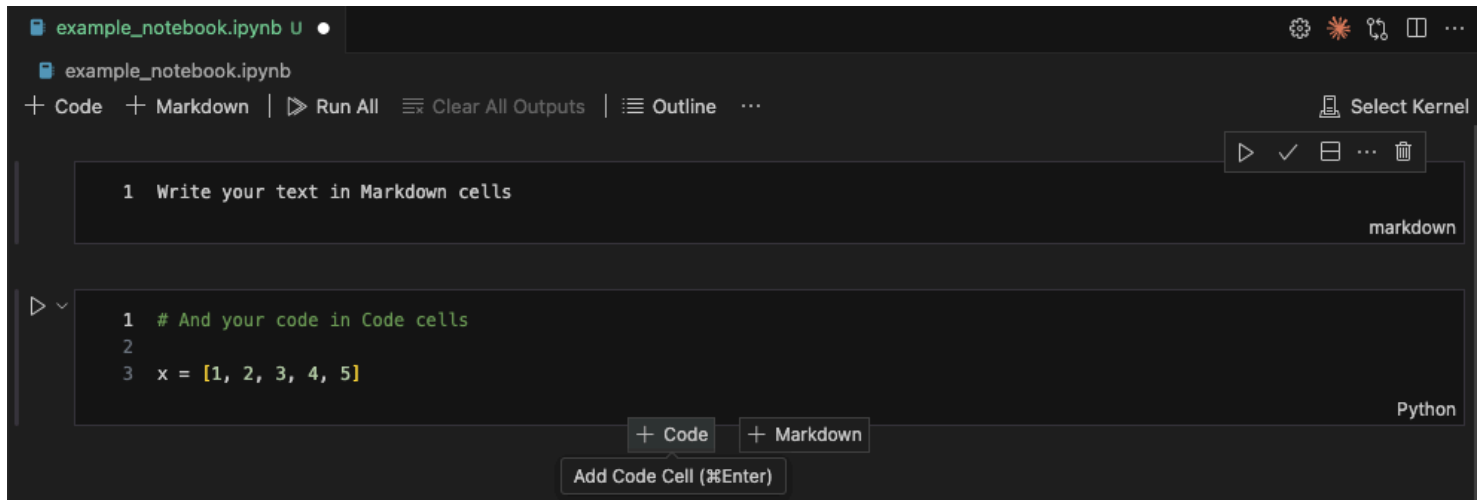 example_notebook.ipynb U
example_notebook.ipynb
Code Markdown Run All Clear All Outputs Outline ... Select Kernel
1 Write your text in Markdown cells
markdown
1 # And your code in Code cells
2
3 x = [1, 2, 3, 4, 5]
Python
+ Code + Markdown
Add Code Cell (⌘Enter)